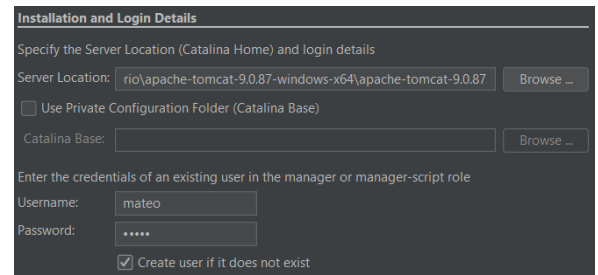 Installation and Login Details
Specify the Server Location (Catalina Home) and login details
Server Location: rio\apache-tomcat-9.0.87-windows-x64\apache-tomcat-9.0.87 Browse ...
Use Private Configuration Folder (Catalina Base)
Catalina Base: Browse ...
Enter the credentials of an existing user in the manager or manager-script role
Username: mateo
Password: •••••
Create user if it does not exist